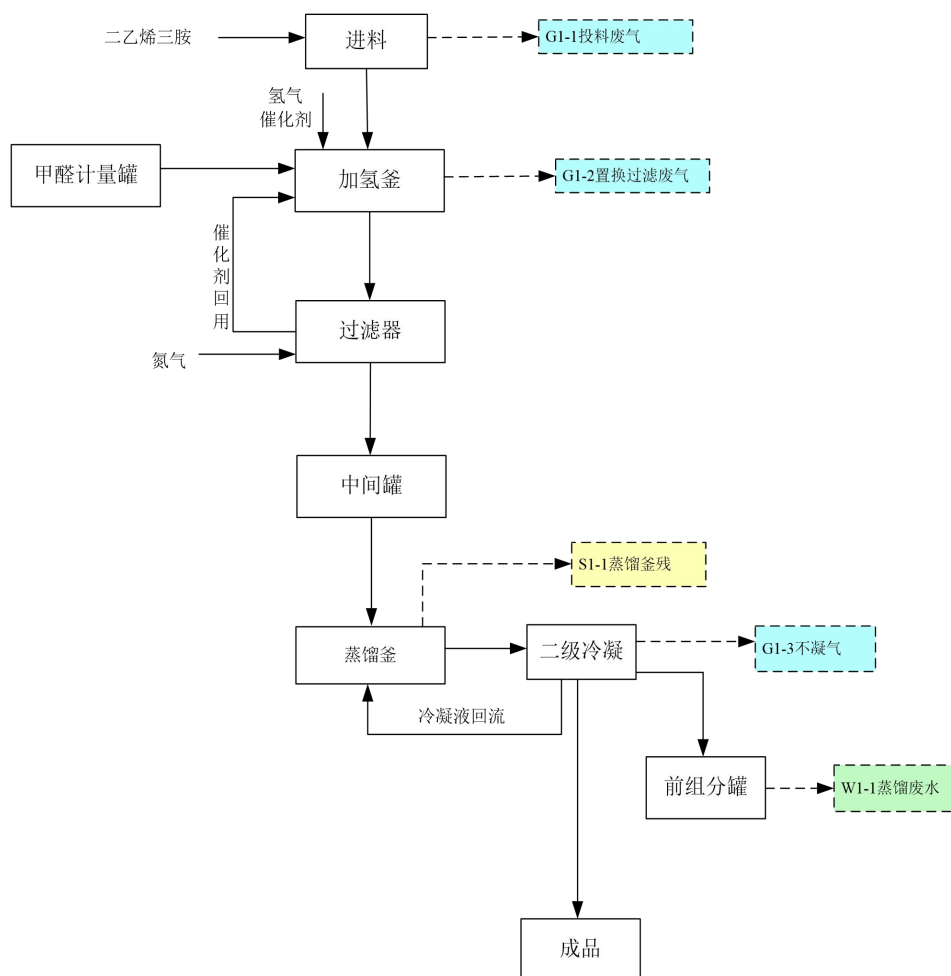 二乙烯三胺
进料
G1-1投料废气
氢气
催化剂
甲醛计量罐
加氢釜
G1-2置换过滤废气
催化剂回用
过滤器
氮气
中间罐
S1-1蒸馏釜残
蒸馏釜
二级冷凝
G1-3不凝气
冷凝液回流
前组分罐
W1-1蒸馏废水
成品